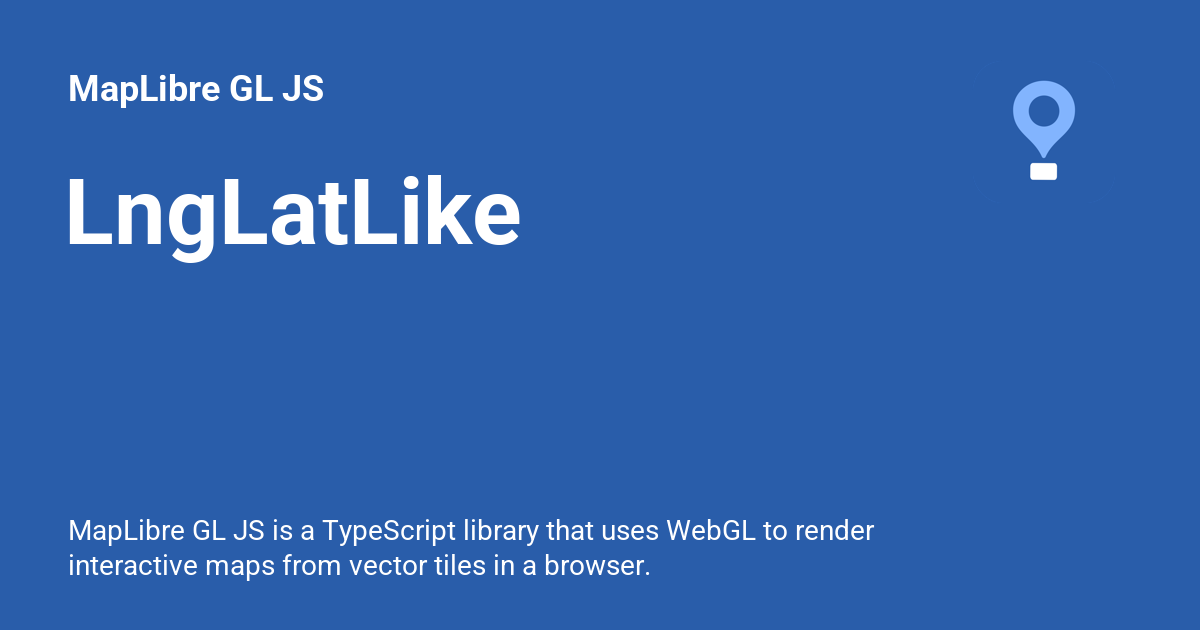 MapLibre GL JS
LngLatLike
MapLibre GL JS is a TypeScript library that uses WebGL to render
interactive maps from vector tiles in a browser.